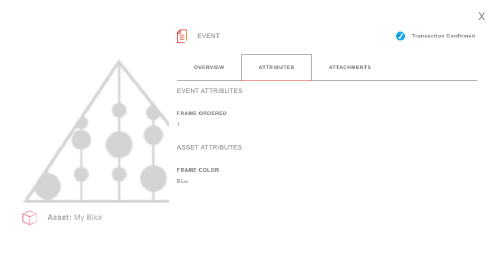 X
EVENT
Transaction Confirmed
OVERVIEW
ATTRIBUTES
ATTACHMENTS
EVENT ATTRIBUTES
FRAME ORDERED
1
ASSET ATTRIBUTES
FRAME COLOR
Blue
Asset: My Bike